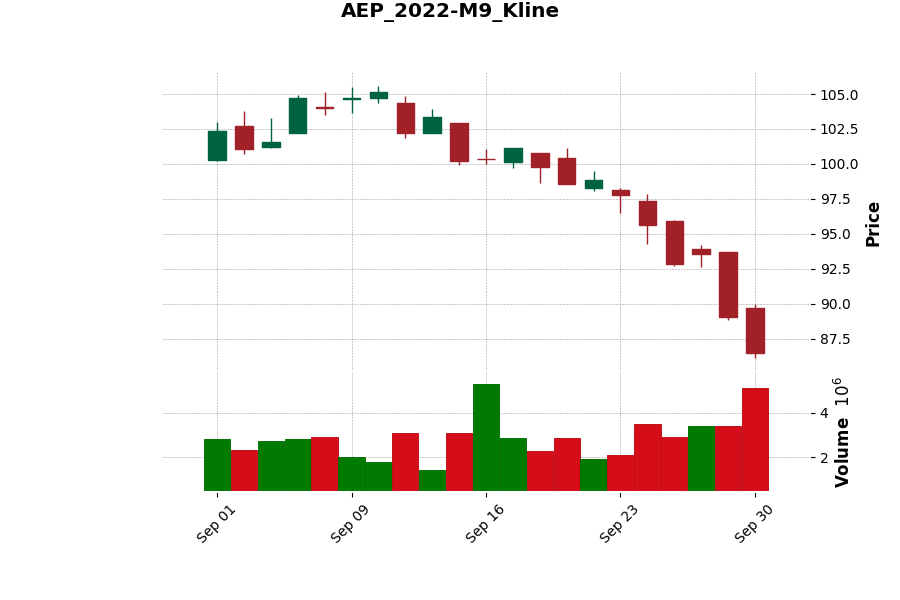 AEP_2022-M9_Kline
105.0
102.5
100.0
97.5
95.0
92.5
90.0
87.5
Price
4
2
Volume 10^6
Sep 01
Sep 09
Sep 16
Sep 23
Sep 30